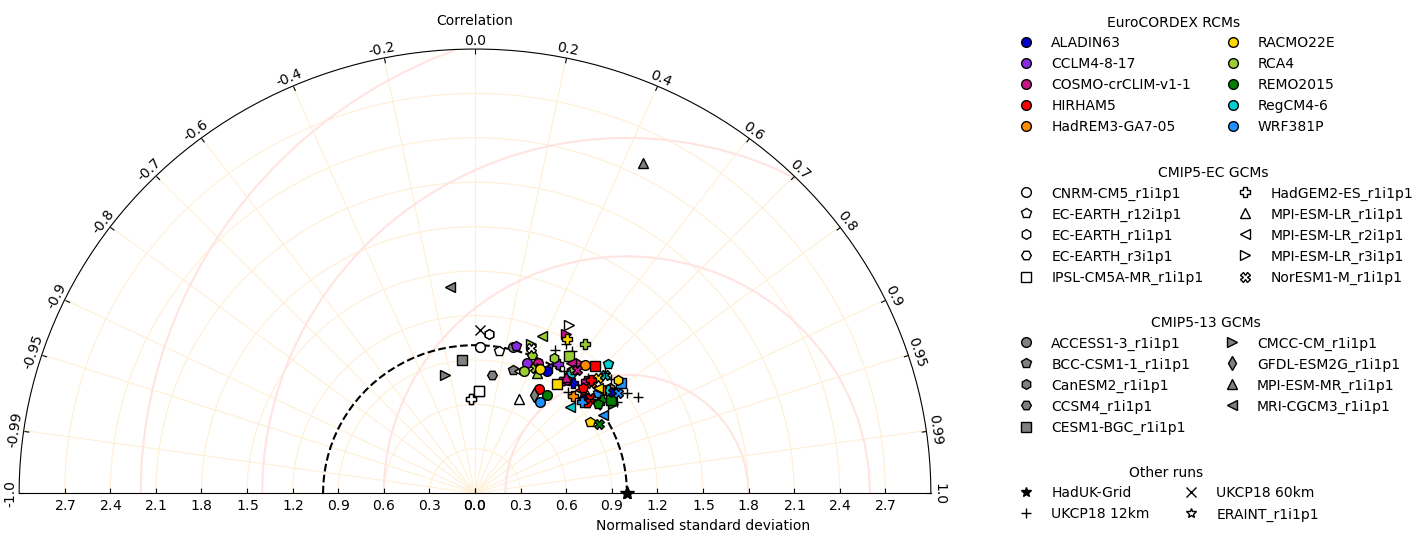 Correlation
-1.0
-0.99
-0.95
-0.9
-0.8
-0.7
-0.6
-0.4
-0.2
0.0
0.2
0.4
0.6
0.7
0.8
0.9
0.95
0.99
1.0
2.7 2.4 2.1 1.8 1.5 1.2 0.9 0.6 0.3 0.0 0.3 0.6 0.9 1.2 1.5 1.8 2.1 2.4 2.7
Normalised standard deviation
EuroCORDEX RCMs
ALADIN63 RACMO22E
CCLM4-8-17 RCA4
COSMO-crCLIM-v1-1 REMO2015
HIRHAM5 RegCM4-6
HadREM3-GA7-05 WRF381P
CMIP5-EC GCMs
CNRM-CM5_r1i1p1 HadGEM2-ES_r1i1p1
EC-EARTH_r12i1p1 MPI-ESM-LR_r1i1p1
EC-EARTH_r1i1p1 MPI-ESM-LR_r2i1p1
EC-EARTH_r3i1p1 MPI-ESM-LR_r3i1p1
IPSL-CM5A-MR_r1i1p1 NorESM1-M_r1i1p1
CMIP5-13 GCMs
ACCESS1-3_r1i1p1 CMCC-CM_r1i1p1
BCC-CSM1-1_r1i1p1 GFDL-ESM2G_r1i1p1
CanESM2_r1i1p1 MPI-ESM-MR_r1i1p1
CCSM4_r1i1p1 MRI-CGCM3_r1i1p1
CESM1-BGC_r1i1p1
Other runs
HadUK-Grid UKCP18 60km
UKCP18 12km ERAINT_r1i1p1